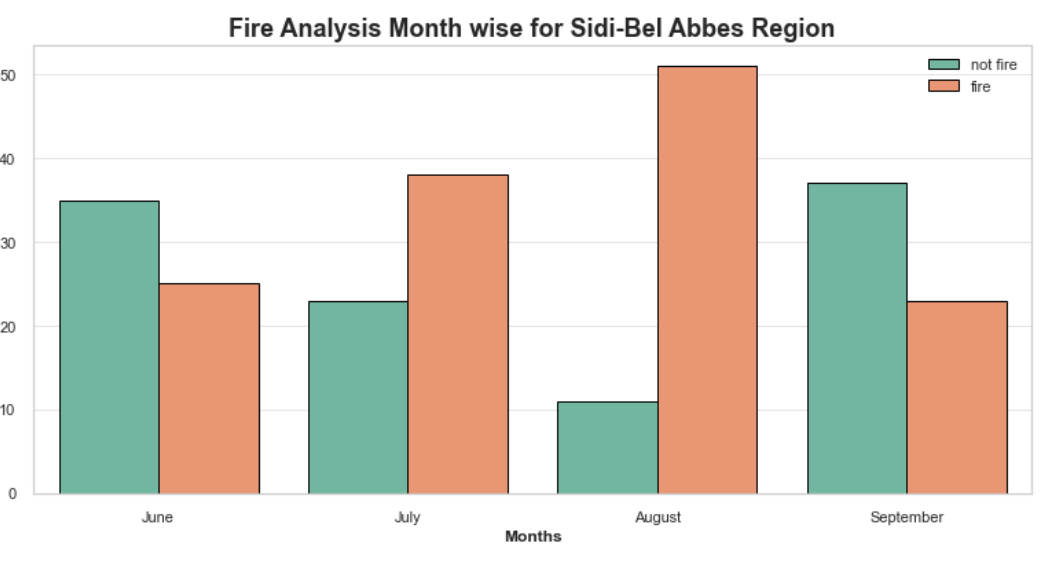 Fire Analysis Month wise for Sidi-Bel Abbes Region
not fire
fire
50
40
30
20
10
0
June July August September
Months